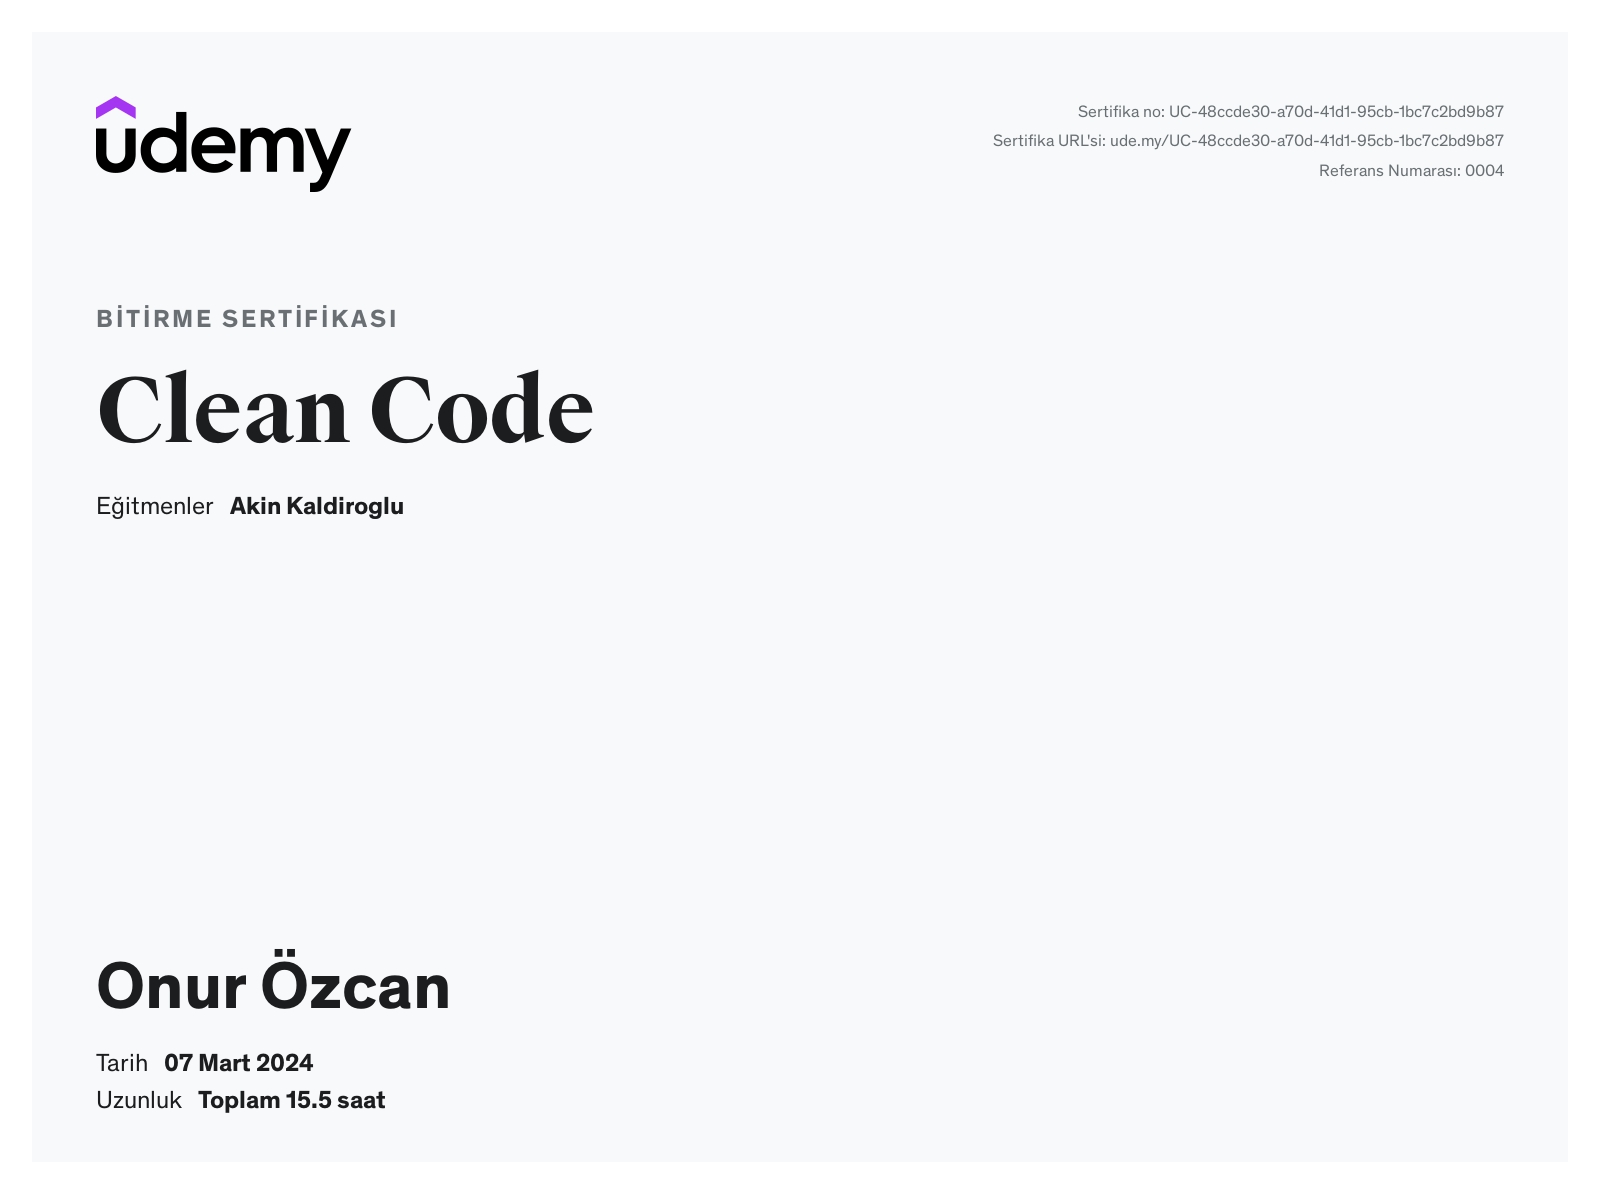 udemy
Sertifika no: UC-48ccde30-a70d-41d1-95cb-1bc7c2bd9b87
Sertifika URL'si: ude.my/UC-48ccde30-a70d-41d1-95cb-1bc7c2bd9b87
Referans Numarası: 0004
BİTİRME SERTİFİKASI
Clean Code
Eğitmenler Akin Kaldiroglu
Onur Özcan
Tarih 07 Mart 2024
Uzunluk Toplam 15.5 saat